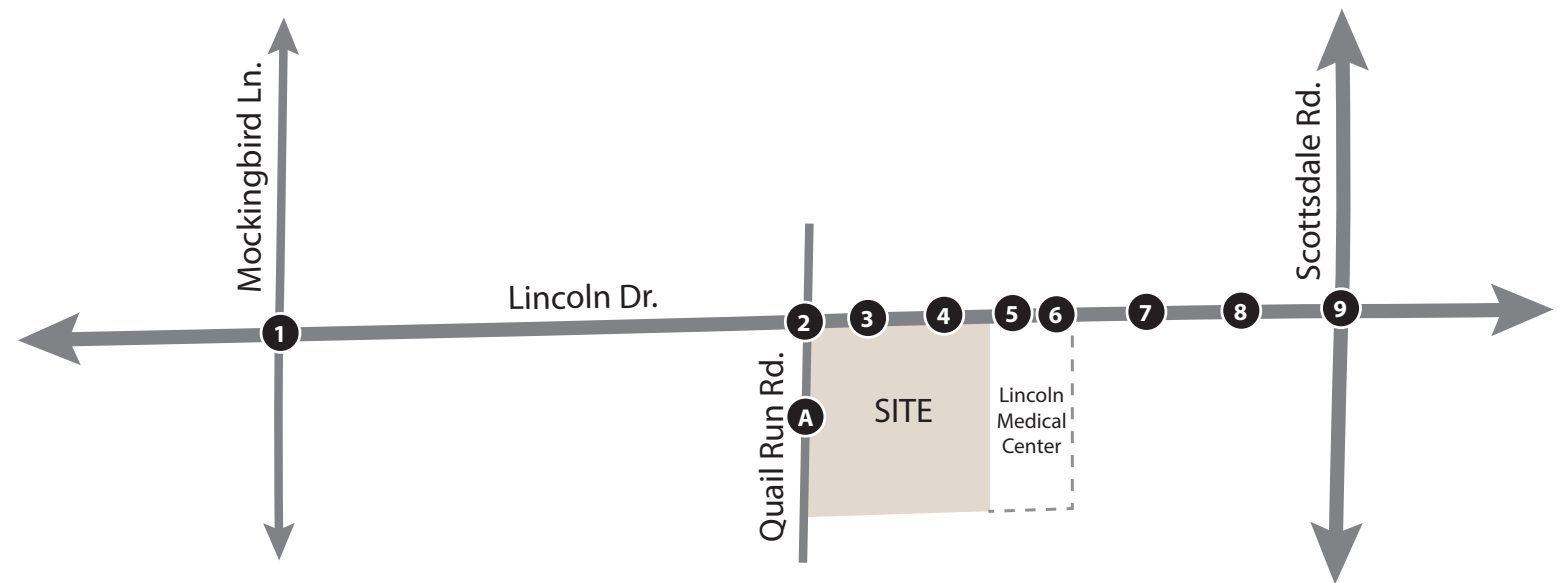 Mockingbird Ln.
Scottsdale Rd.
Lincoln Dr.
1
2
3
4
5
6
7
8
9
Quail Run Rd.
A
SITE
Lincoln
Medical
Center